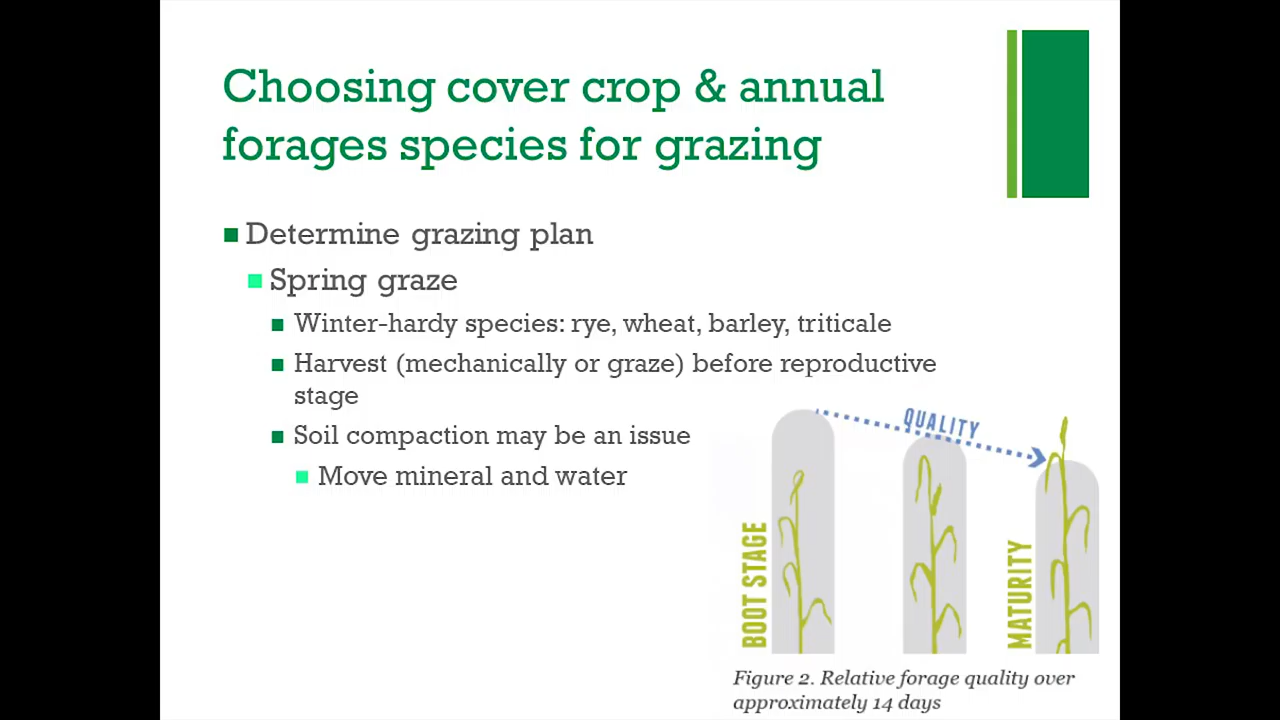 Choosing cover crop & annual
forages species for grazing
Determine grazing plan
Spring graze
Winter-hardy species: rye, wheat, barley, triticale
Harvest (mechanically or graze) before reproductive
stage
Soil compaction may be an issue
Move mineral and water
QUALITY
BOOT STAGE
MATURITY
Figure 2. Relative forage quality over
approximately 14 days